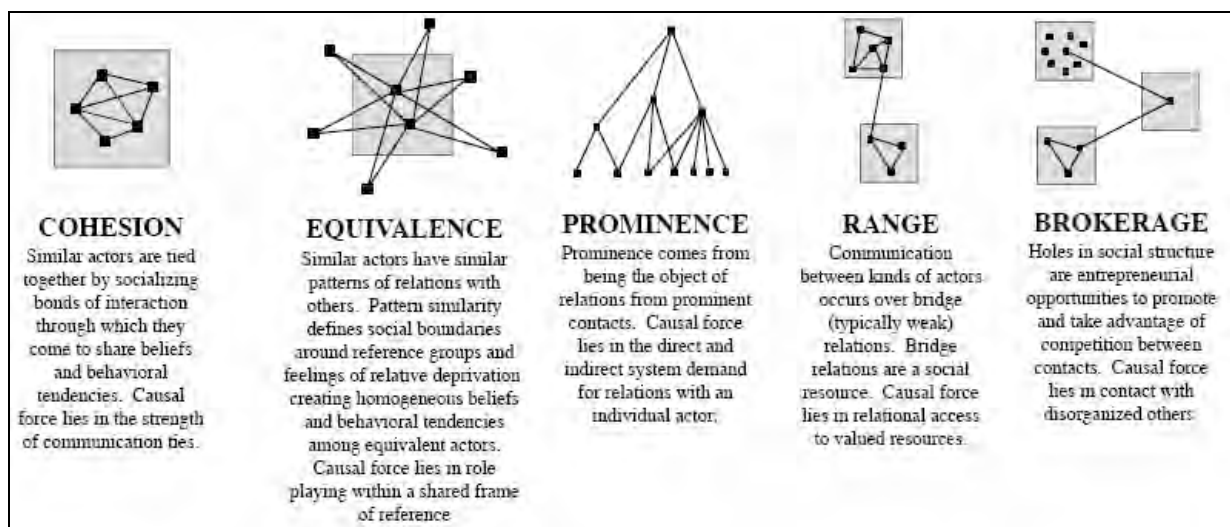 COHESION
Similar actors are tied
together by socializing
bonds of interaction
through which they
come to share beliefs
and behavioral
tendencies. Causal
force lies in the strength
of communication ties.
EQUIVALENCE
Similar actors have similar
patterns of relations with
others. Pattern similarity
defines social boundaries
around reference groups and
feelings of relative deprivation
creating homogeneous beliefs
and behavioral tendencies
among equivalent actors.
Causal force lies in role
playing within a shared frame
of reference
PROMINENCE
Prominence comes from
being the object of
relations from prominent
contacts. Causal force
lies in the direct and
indirect system demand
for relations with an
individual actor.
RANGE
Communication
between kinds of actors
occurs over bridge
(typically weak)
relations. Bridge
relations are a social
resource. Causal force
lies in relational access
to valued resources.
BROKERAGE
Holes in social structure
are entrepreneurial
opportunities to promote
and take advantage of
competition between
contacts. Causal force
lies in contact with
disorganized others